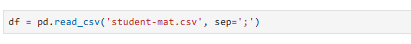 df = pd.read_csv('student-mat.csv', sep=';')